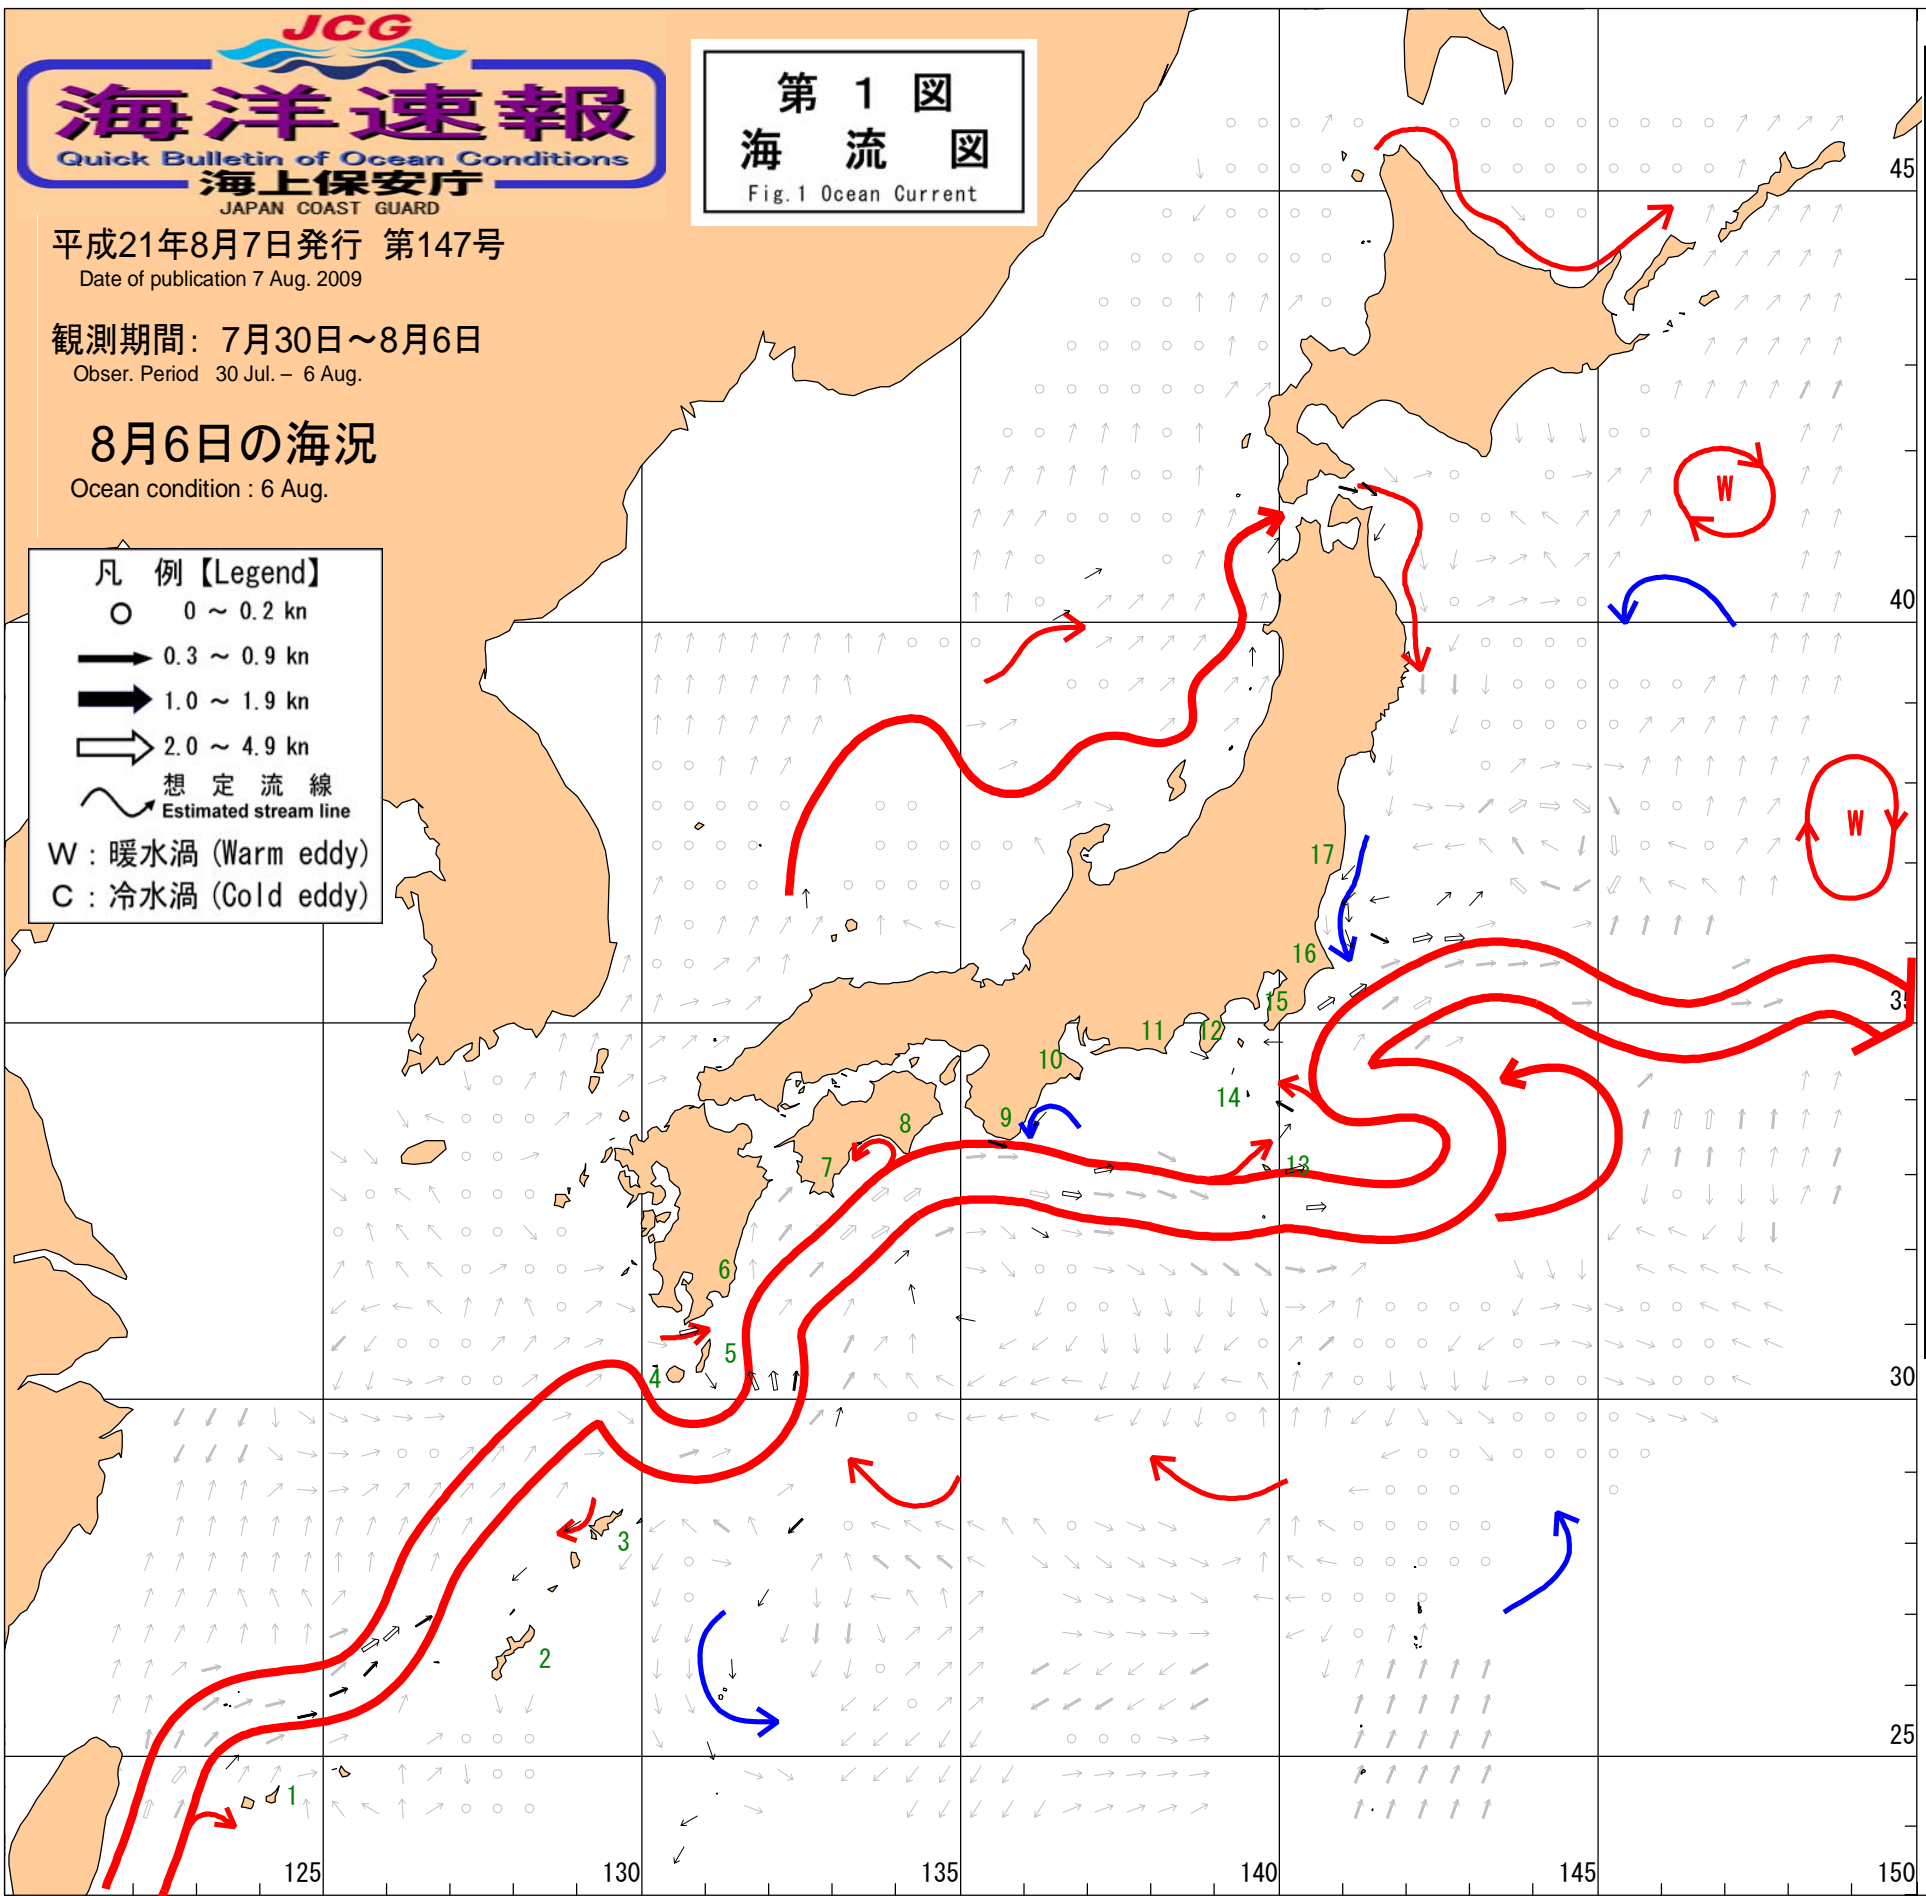 JCG
海洋速報
Quick Bulletin of Ocean Conditions
海上保安庁
JAPAN COAST GUARD
第 1 図
海 流 図
Fig.1 Ocean Current
平成21年8月7日発行 第147号
Date of publication 7 Aug. 2009
観測期間: 7月30日～8月6日
Obser. Period 30 Jul. – 6 Aug.
8月6日の海況
Ocean condition : 6 Aug.
凡 例【Legend】
0 ～ 0.2 kn
0.3 ～ 0.9 kn
1.0 ～ 1.9 kn
2.0 ～ 4.9 kn
想 定 流 線
Estimated stream line
W : 暖水渦 (Warm eddy)
C : 冷水渦 (Cold eddy)
45
W
40
W
17
16
35
15
12
11
10
14
9
8
7
13
6
5
4
30
3
2
25
1
125
130
135
140
145
150